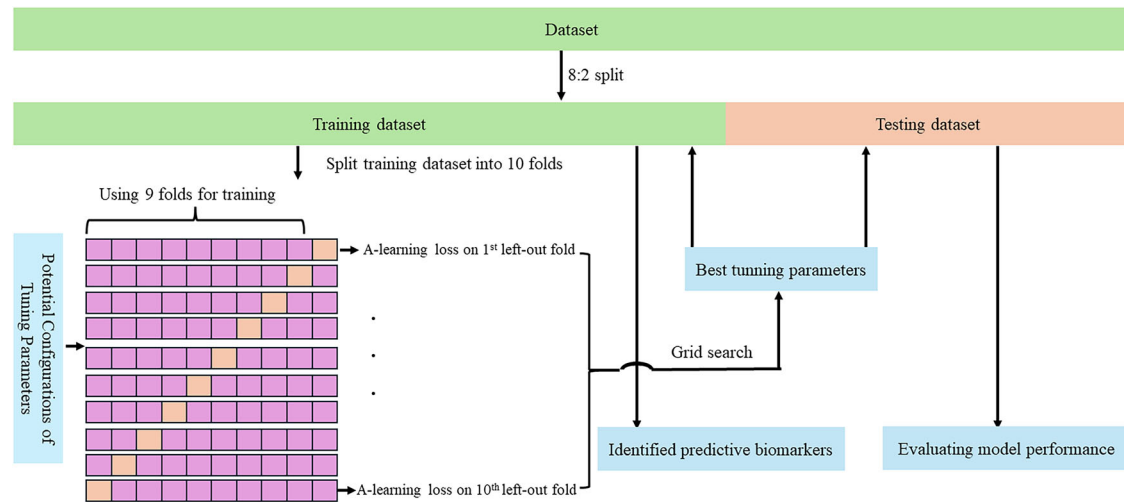 Dataset
8:2 split
Training dataset
Testing dataset
Split training dataset into 10 folds
Using 9 folds for training
Potential Configurations of
Tuning Parameters
A-learning loss on 1st left-out fold
Best tunning parameters
Grid search
Identified predictive biomarkers
Evaluating model performance
A-learning loss on 10th left-out fold